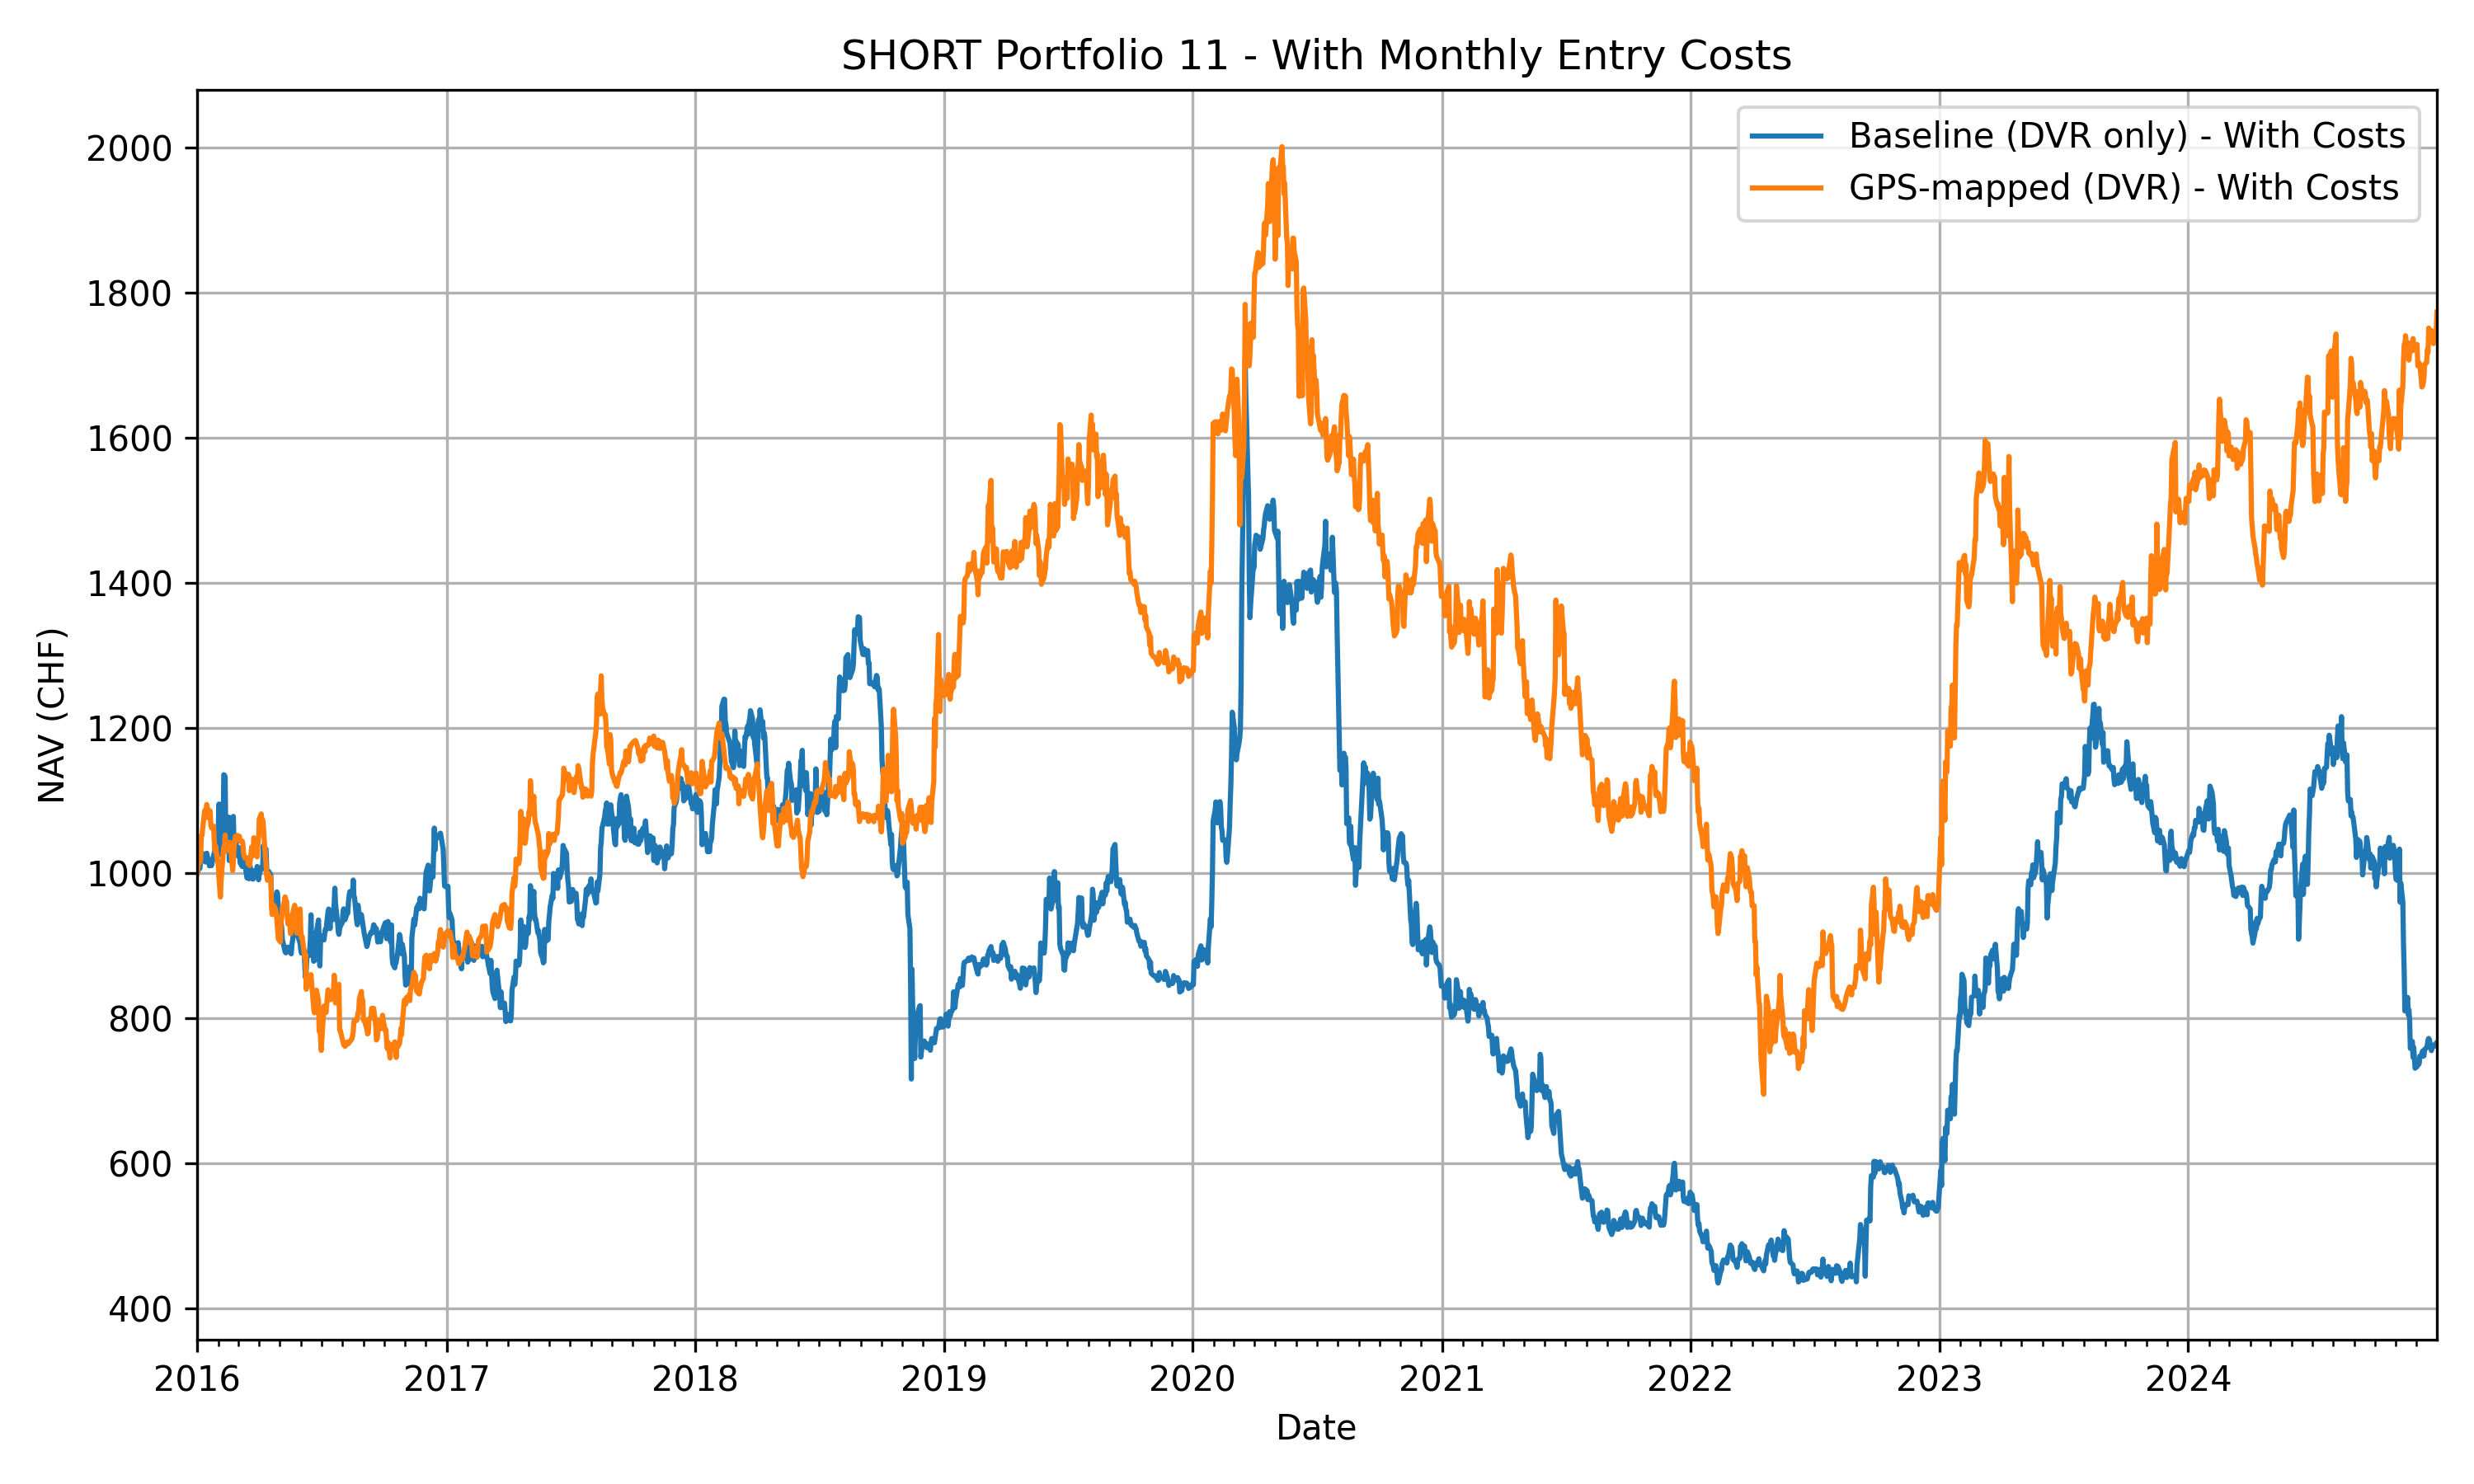 SHORT Portfolio 11 - With Monthly Entry Costs
Baseline (DVR only) - With Costs
GPS-mapped (DVR) - With Costs
NAV (CHF)
2000
1800
1600
1400
1200
1000
800
600
400
2016 2017 2018 2019 2020 2021 2022 2023 2024
Date